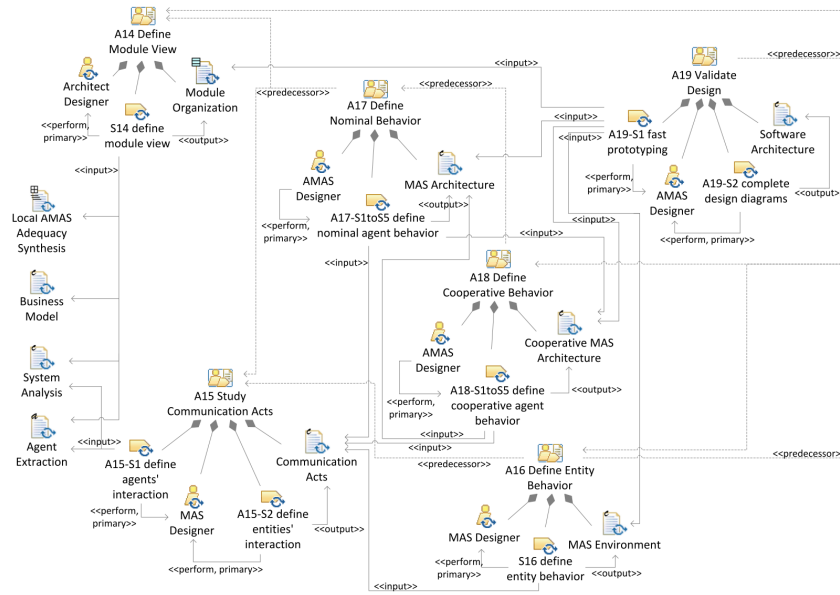 A14 Define
Module View
Architect
Designer
Module
Organization
<<perform,
primary>>
S14 define
module view
<<output>>
<<input>>
Local AMAS
Adequacy
Synthesis
Business
Model
System
Analysis
Agent
Extraction
<<input>>
<<predecessor>>
A17 Define
Nominal Behavior
AMAS
Designer
MAS Architecture
<<perform,
primary>>
A17-S1toS5 define
nominal agent behavior
<<output>>
<<input>>
<<input>>
<<input>>
<<input>>
<<predecessor>>
A19 Validate
Design
A19-S1 fast
prototyping
Software
Architecture
<<perform,
primary>>
AMAS
Designer
A19-S2 complete
design diagrams
<<output>>
<<perform, primary>>
<<input>>
A18 Define
Cooperative Behavior
AMAS
Designer
Cooperative MAS
Architecture
<<perform,
primary>>
A18-S1toS5 define
cooperative agent
behavior
<<output>>
<<input>>
<<input>>
<<predecessor>>
A15 Study
Communication Acts
A15-S1 define
agents'
interaction
Communication
Acts
<<perform,
primary>>
MAS
Designer
A15-S2 define
entities'
interaction
<<output>>
<<perform, primary>>
<<input>>
A16 Define Entity
Behavior
<<predecessor>>
MAS Designer
MAS Environment
<<perform,
primary>>
S16 define
entity behavior
<<output>>